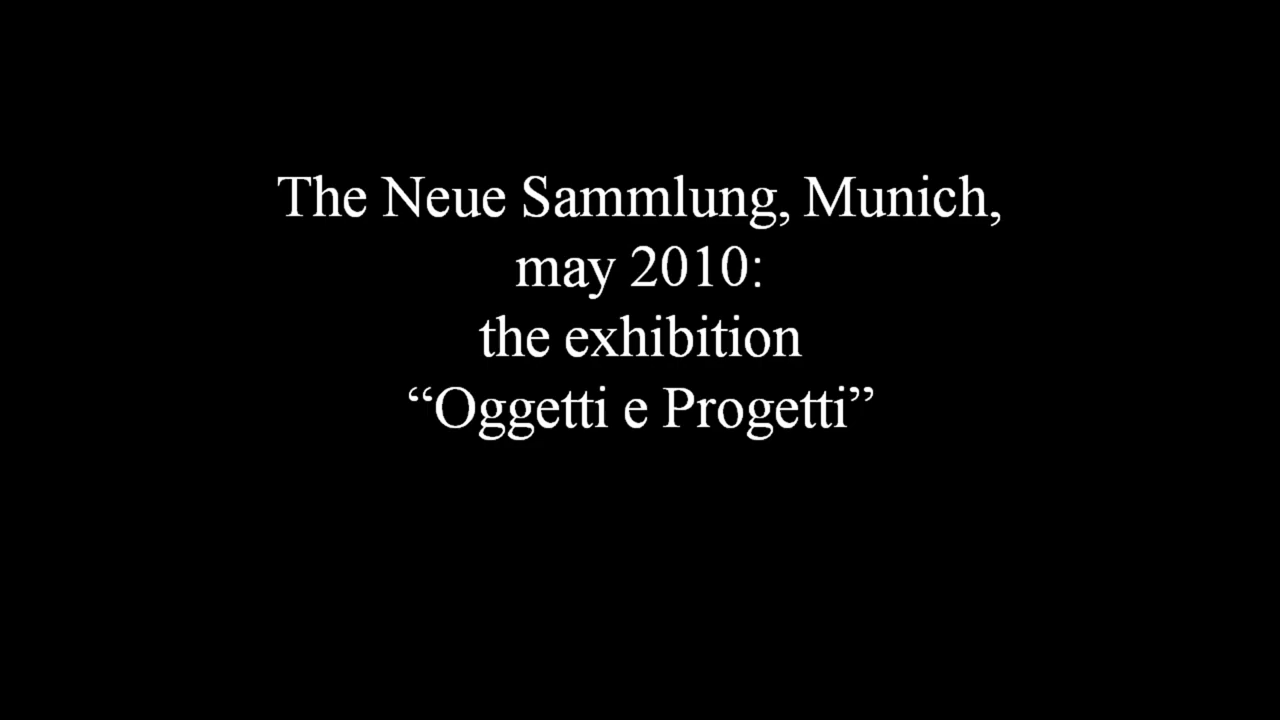 The Neue Sammlung, Munich,
may 2010:
the exhibition
“Oggetti e Progetti”